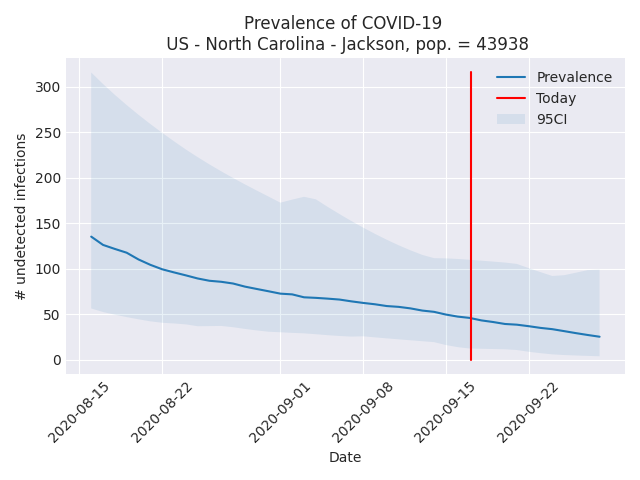 Prevalence of COVID-19
US - North Carolina - Jackson, pop. = 43938
Prevalence
Today
95CI
# undetected infections
300
250
200
150
100
50
0
2020-08-15
2020-08-22
2020-09-01
2020-09-08
2020-09-15
2020-09-22
Date